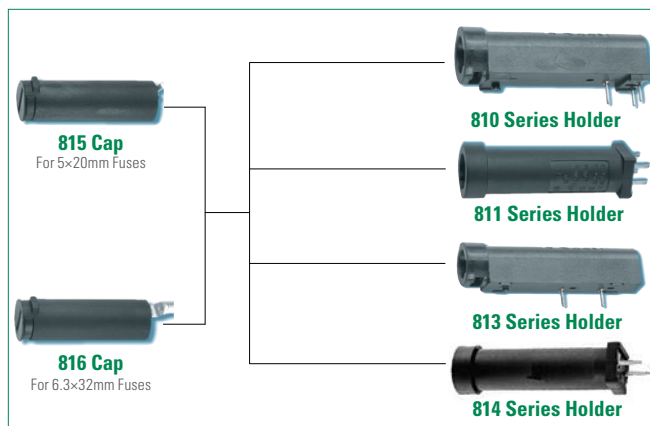 815 Cap
For 5×20mm Fuses
816 Cap
For 6.3×32mm Fuses
810 Series Holder
811 Series Holder
813 Series Holder
814 Series Holder